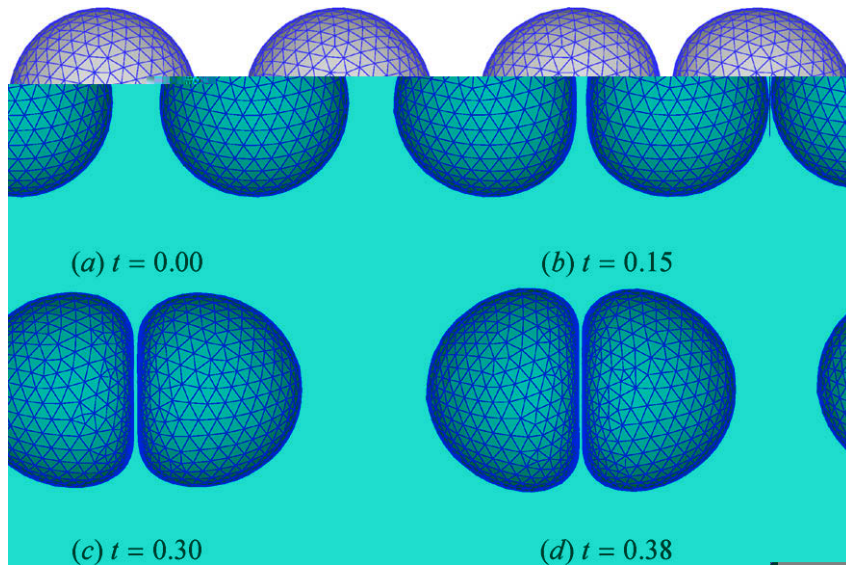 (a) t = 0.00
(b) t = 0.15
(c) t = 0.30
(d) t = 0.38